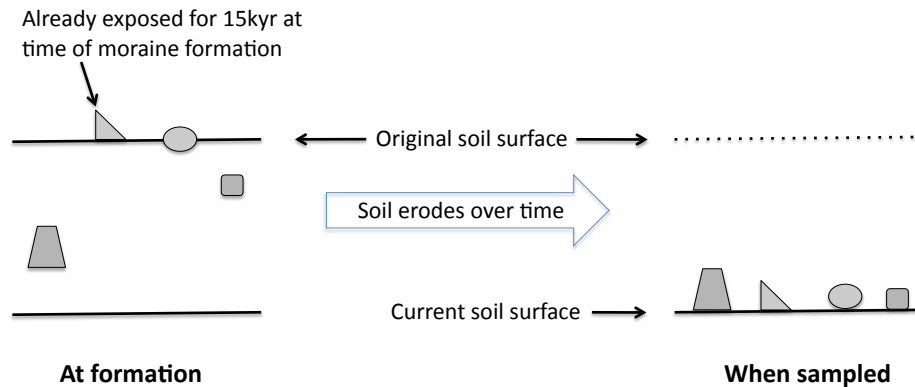 Already exposed for 15kyr at
time of moraine formation
Original soil surface
Soil erodes over time
Current soil surface
At formation
When sampled